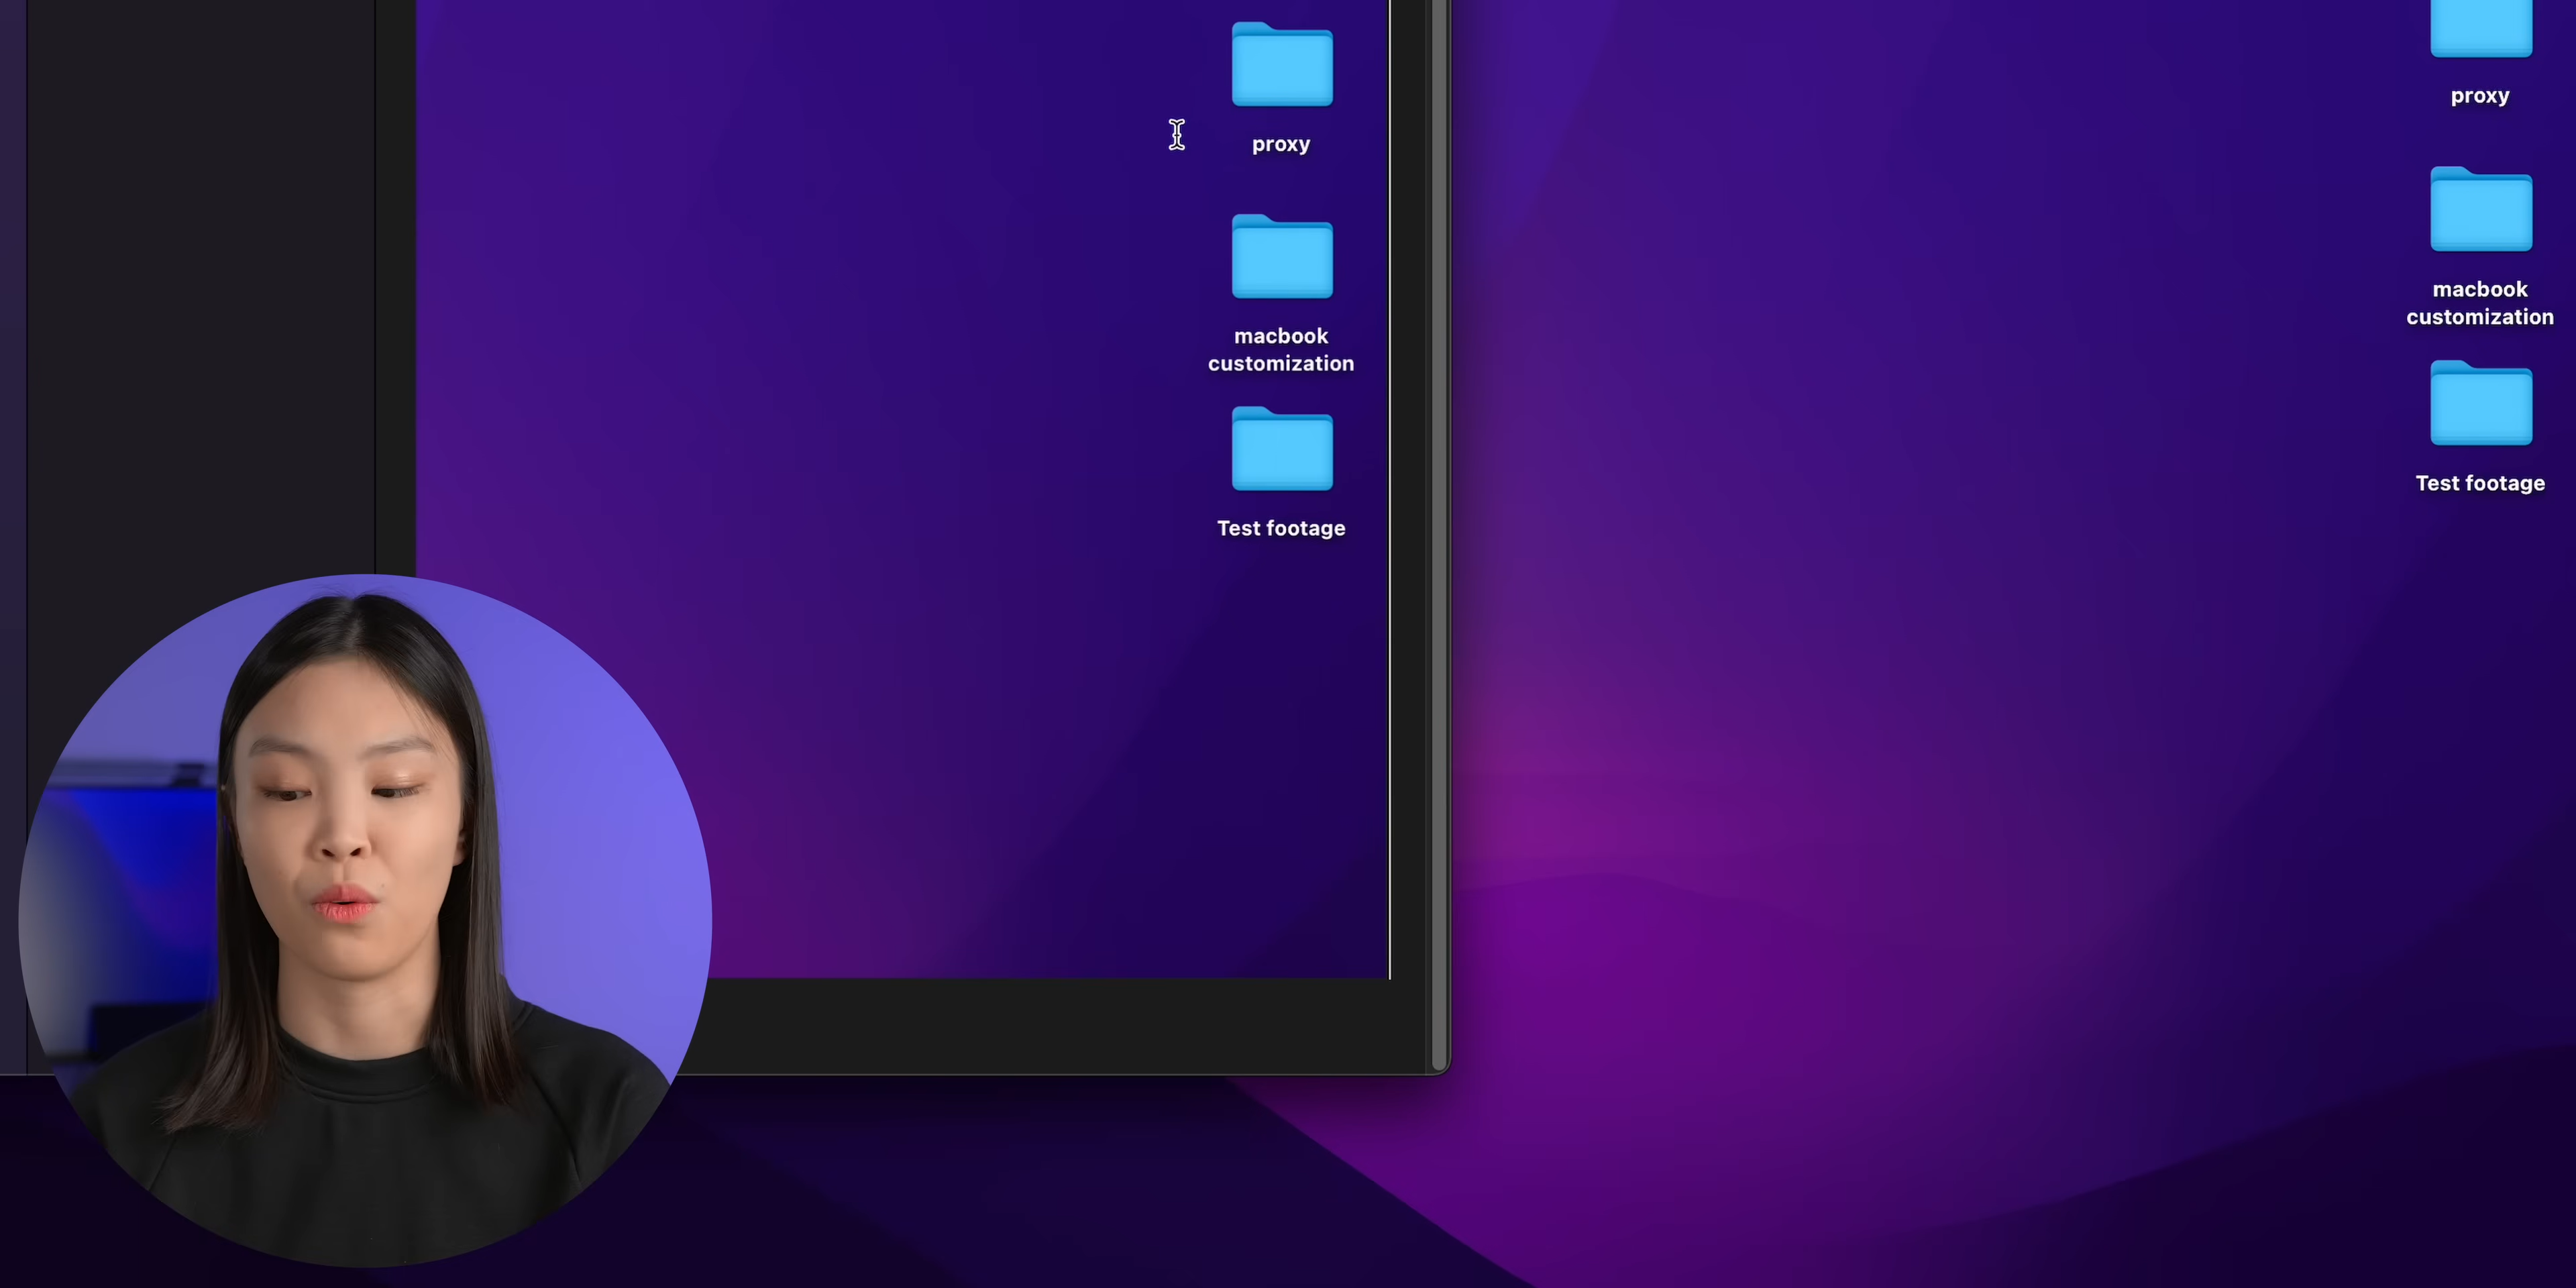 proxy
macbook
customization
Test footage
proxy
macbook
customization
Test footage